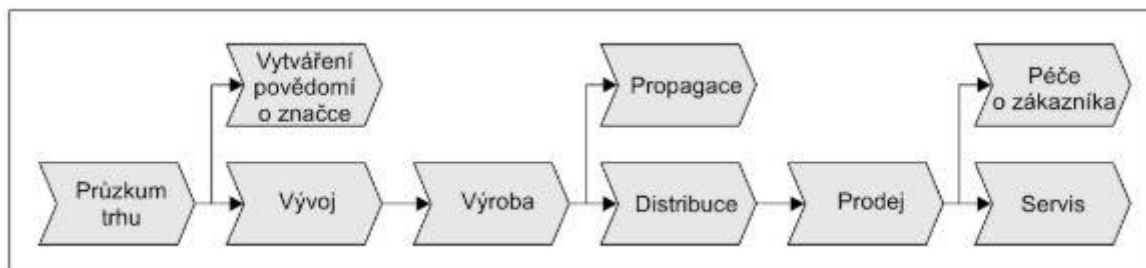 Vytváření
povědomí
o značce
Propagace
Péče
o zákazníka
Průzkum
trhu
Vývoj
Výroba
Distribuce
Prodej
Servis